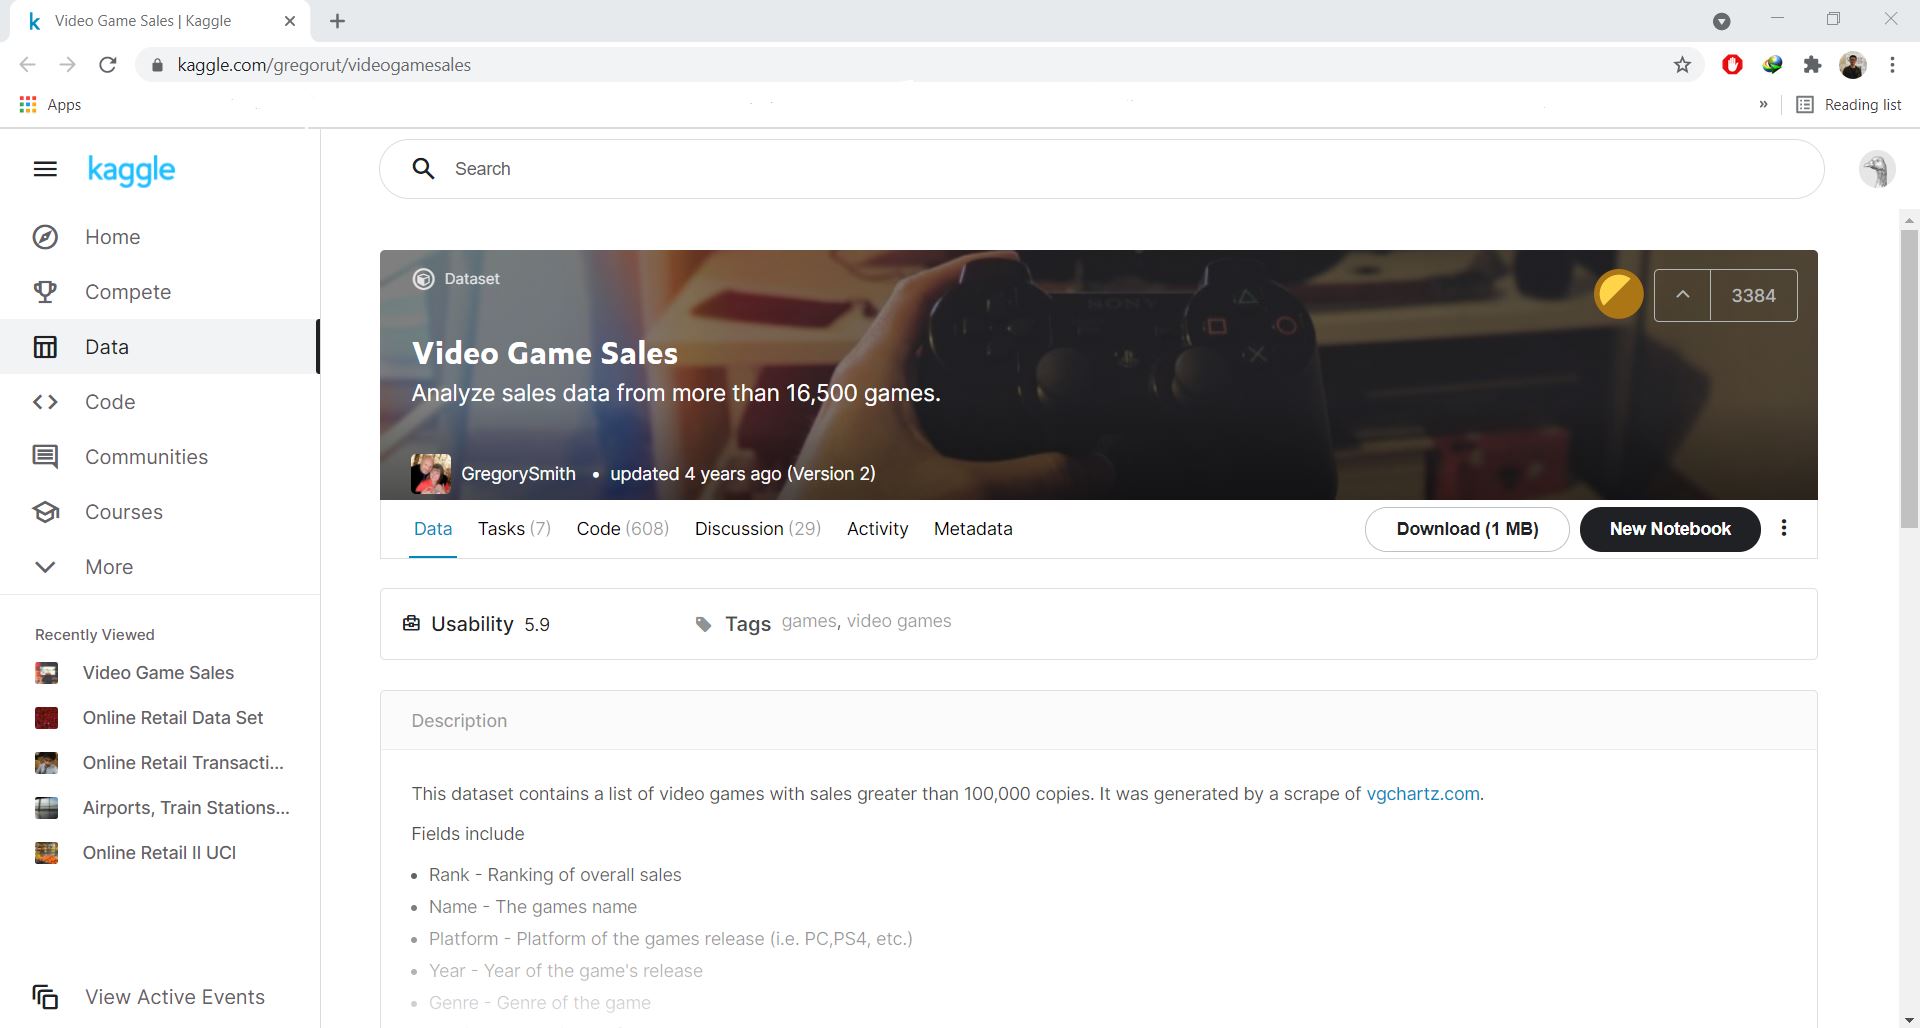 Video Game Sales | Kaggle
kaggle.com/gregorut/videogamesales
Apps
» Reading list
kaggle
Search
Home
Compete
Data
Code
Communities
Courses
More
Recently Viewed
Video Game Sales
Online Retail Data Set
Online Retail Transacti...
Airports, Train Stations...
Online Retail II UCI
View Active Events
Dataset
3384
SONY
Video Game Sales
Analyze sales data from more than 16,500 games.
GregorySmith • updated 4 years ago (Version 2)
Data Tasks (7) Code (608) Discussion (29) Activity Metadata Download (1 MB) New Notebook
Usability 5.9 Tags games, video games
Description
This dataset contains a list of video games with sales greater than 100,000 copies. It was generated by a scrape of vgchartz.com.
Fields include
• Rank - Ranking of overall sales
• Name - The games name
• Platform - Platform of the games release (i.e. PC,PS4, etc.)
• Year - Year of the game's release
• Genre - Genre of the game